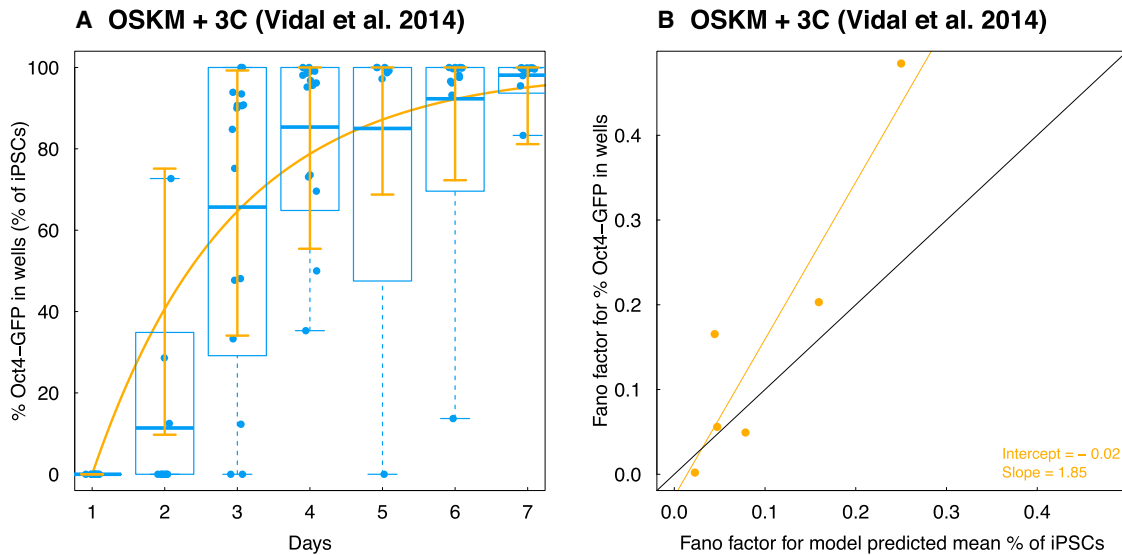 A OSKM + 3C (Vidal et al. 2014)
% Oct4−GFP in wells (% of iPSCs)
100
80
60
40
20
0
1 2 3 4 5 6 7
Days
B OSKM + 3C (Vidal et al. 2014)
Fano factor for % Oct4−GFP in wells
0.4
0.3
0.2
0.1
0.0
Intercept = − 0.02
Slope = 1.85
0.0 0.1 0.2 0.3 0.4
Fano factor for model predicted mean % of iPSCs